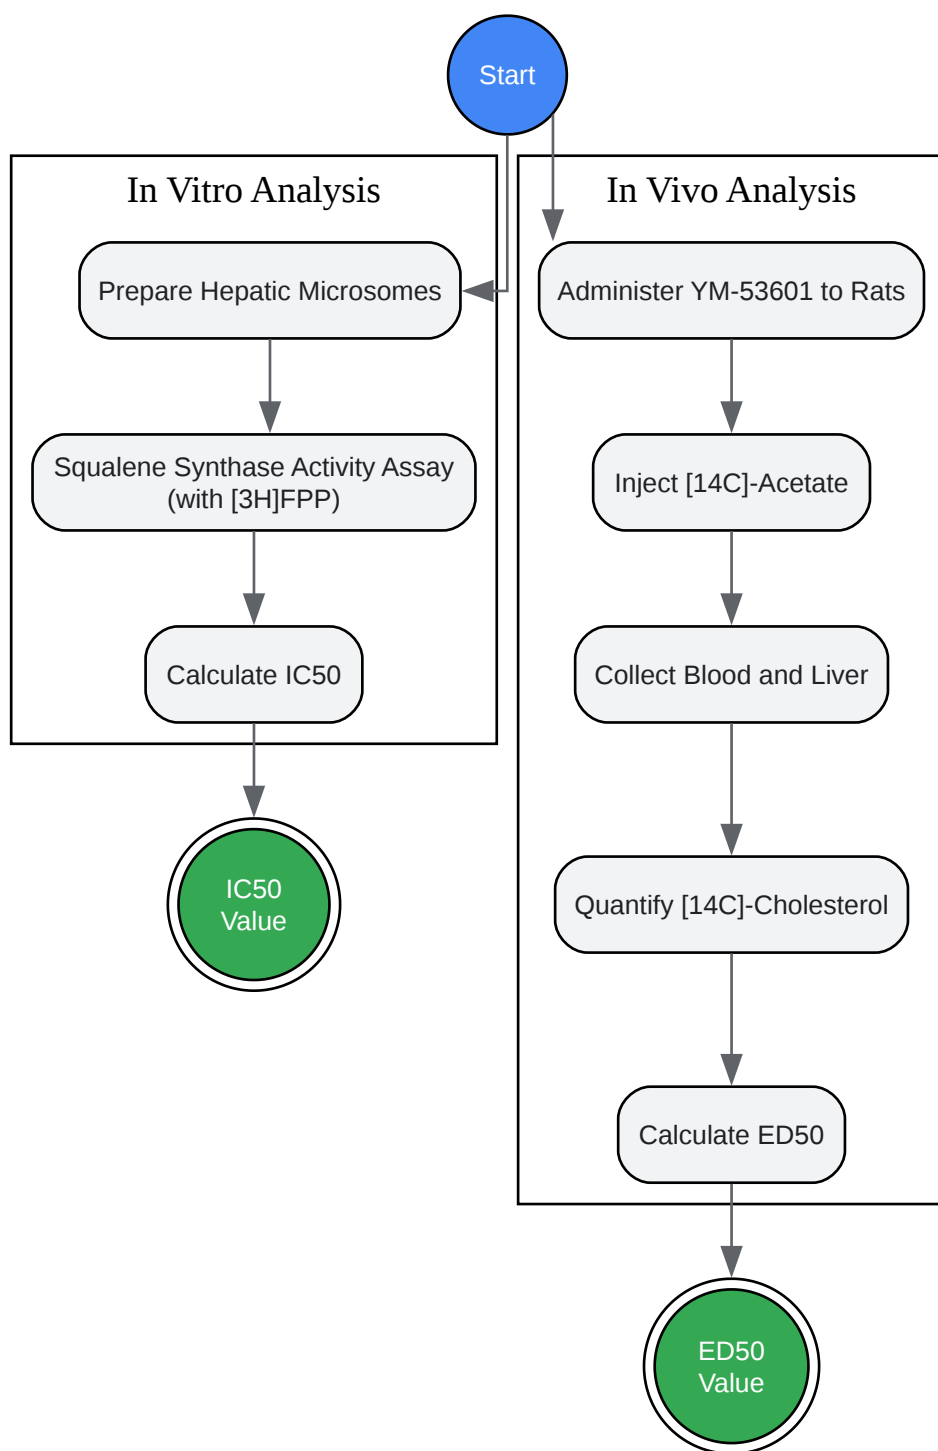 Start
In Vitro Analysis
Prepare Hepatic Microsomes
Squalene Synthase Activity Assay
(with [3H]FPP)
Calculate IC50
IC50
Value
In Vivo Analysis
Administer YM-53601 to Rats
Inject [14C]-Acetate
Collect Blood and Liver
Quantify [14C]-Cholesterol
Calculate ED50
ED50
Value